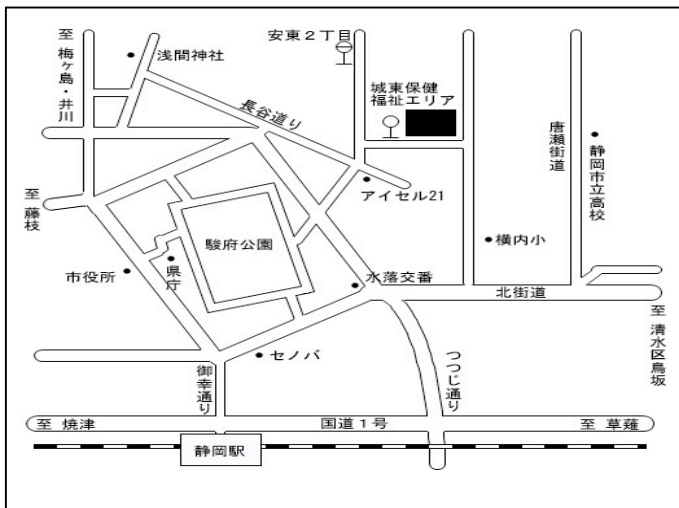 至 梅ヶ島・井川
浅間神社
安東２丁目
城東保健
福祉エリア
長谷通り
唐瀬街道
静岡市立高校
至 藤枝
アイセル21
駿府公園
横内小
市役所
県庁
水落交番
北街道
至 清水区鳥坂
セノバ
御幸通り
つつじ通り
至 焼津
国道１号
至 草薙
静岡駅